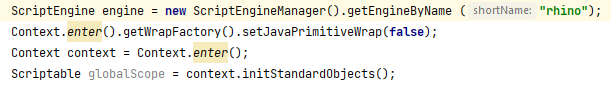 ScriptEngine engine = new ScriptEngineManager().getEngineByName ( shortName: "rhino");
Context.enter().getWrapFactory().setJavaPrimitiveWrap(false);
Context context = Context.enter();
Scriptable globalScope = context.initStandardObjects();